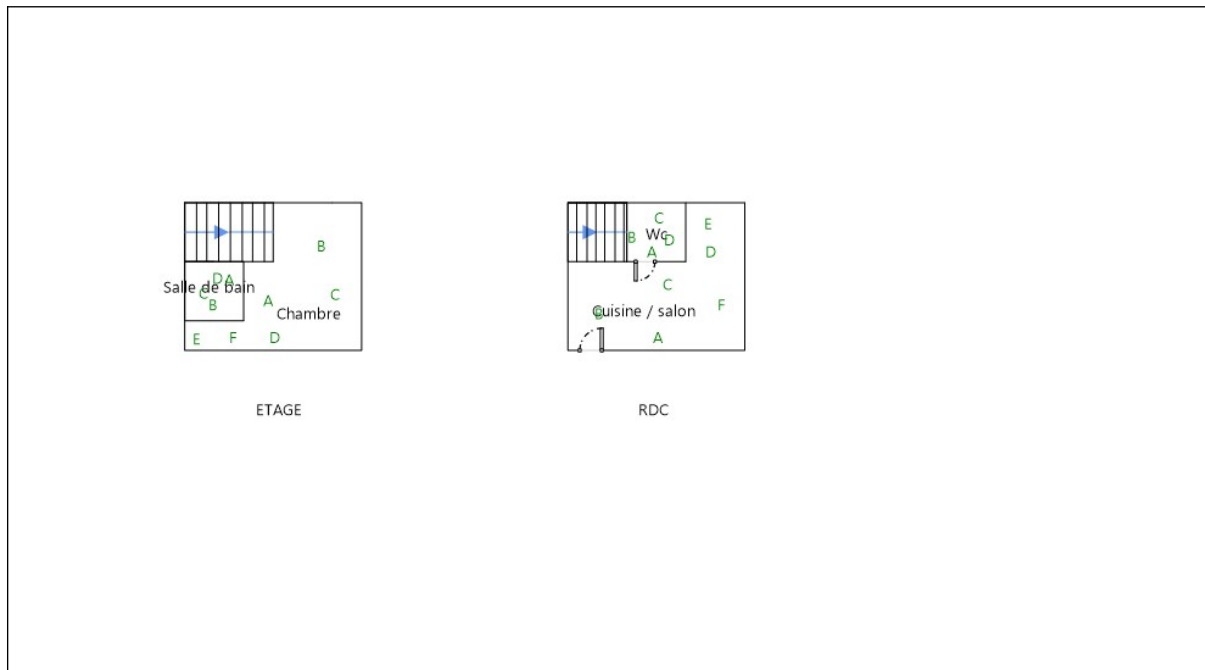 B
D A
Salle de bain
C
B
A
C
Chambre
E F D
ETAGE
C
E
B Wc D
A
D
C
F
B
Cuisine / salon
A
RDC